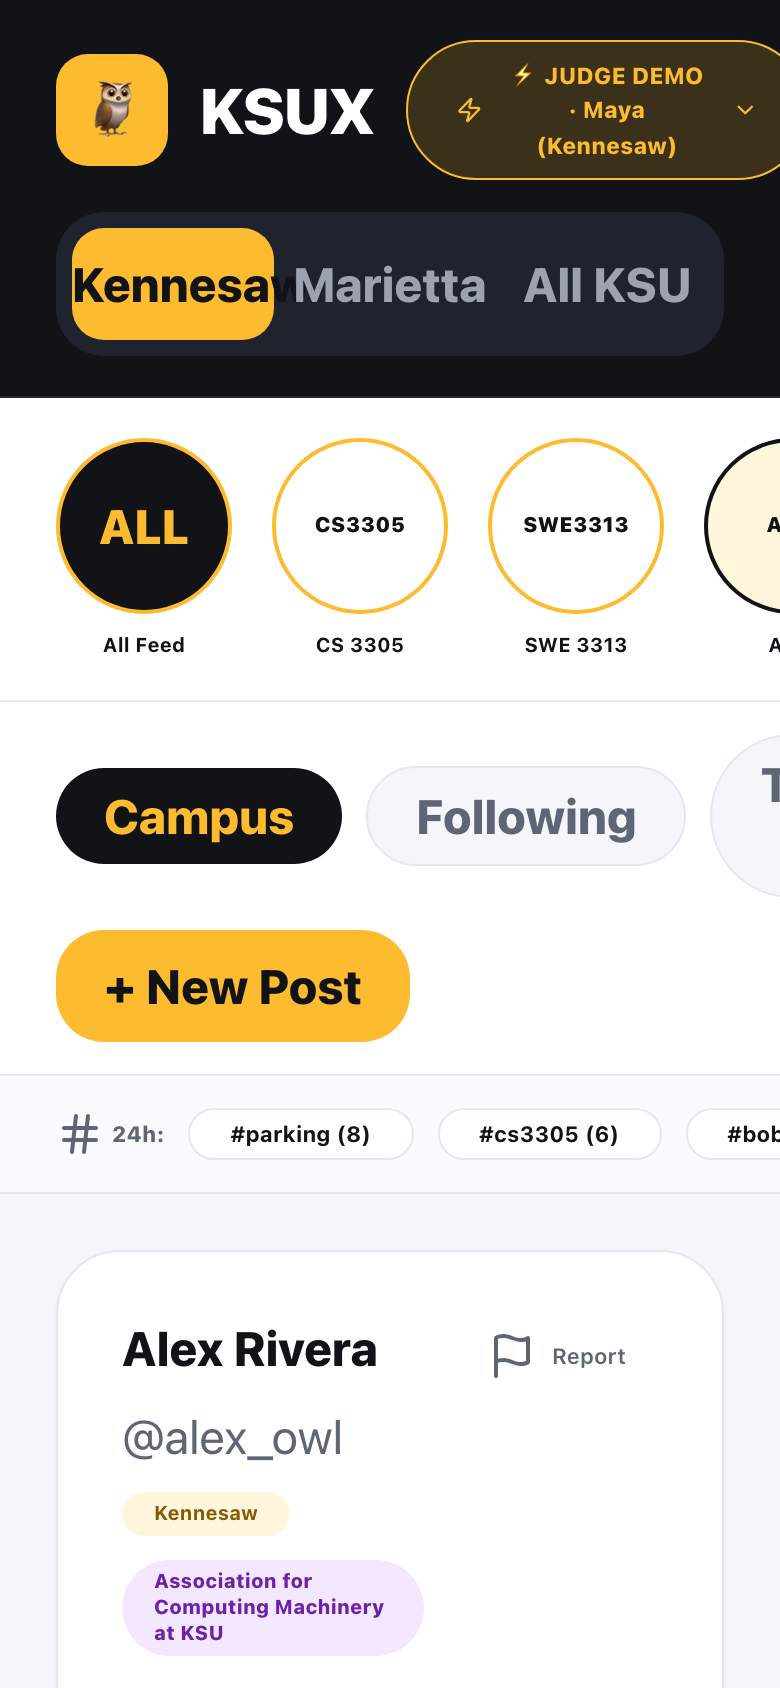 KSUX
⚡ JUDGE DEMO
· Maya
(Kennesaw)
Kennesaw
Marietta
All KSU
ALL
CS3305
SWE3313
A
All Feed
CS 3305
SWE 3313
A
Campus
Following
T
+ New Post
24h:
#parking (8)
#cs3305 (6)
#bob
Alex Rivera
Report
@alex_owl
Kennesaw
Association for
Computing Machinery
at KSU